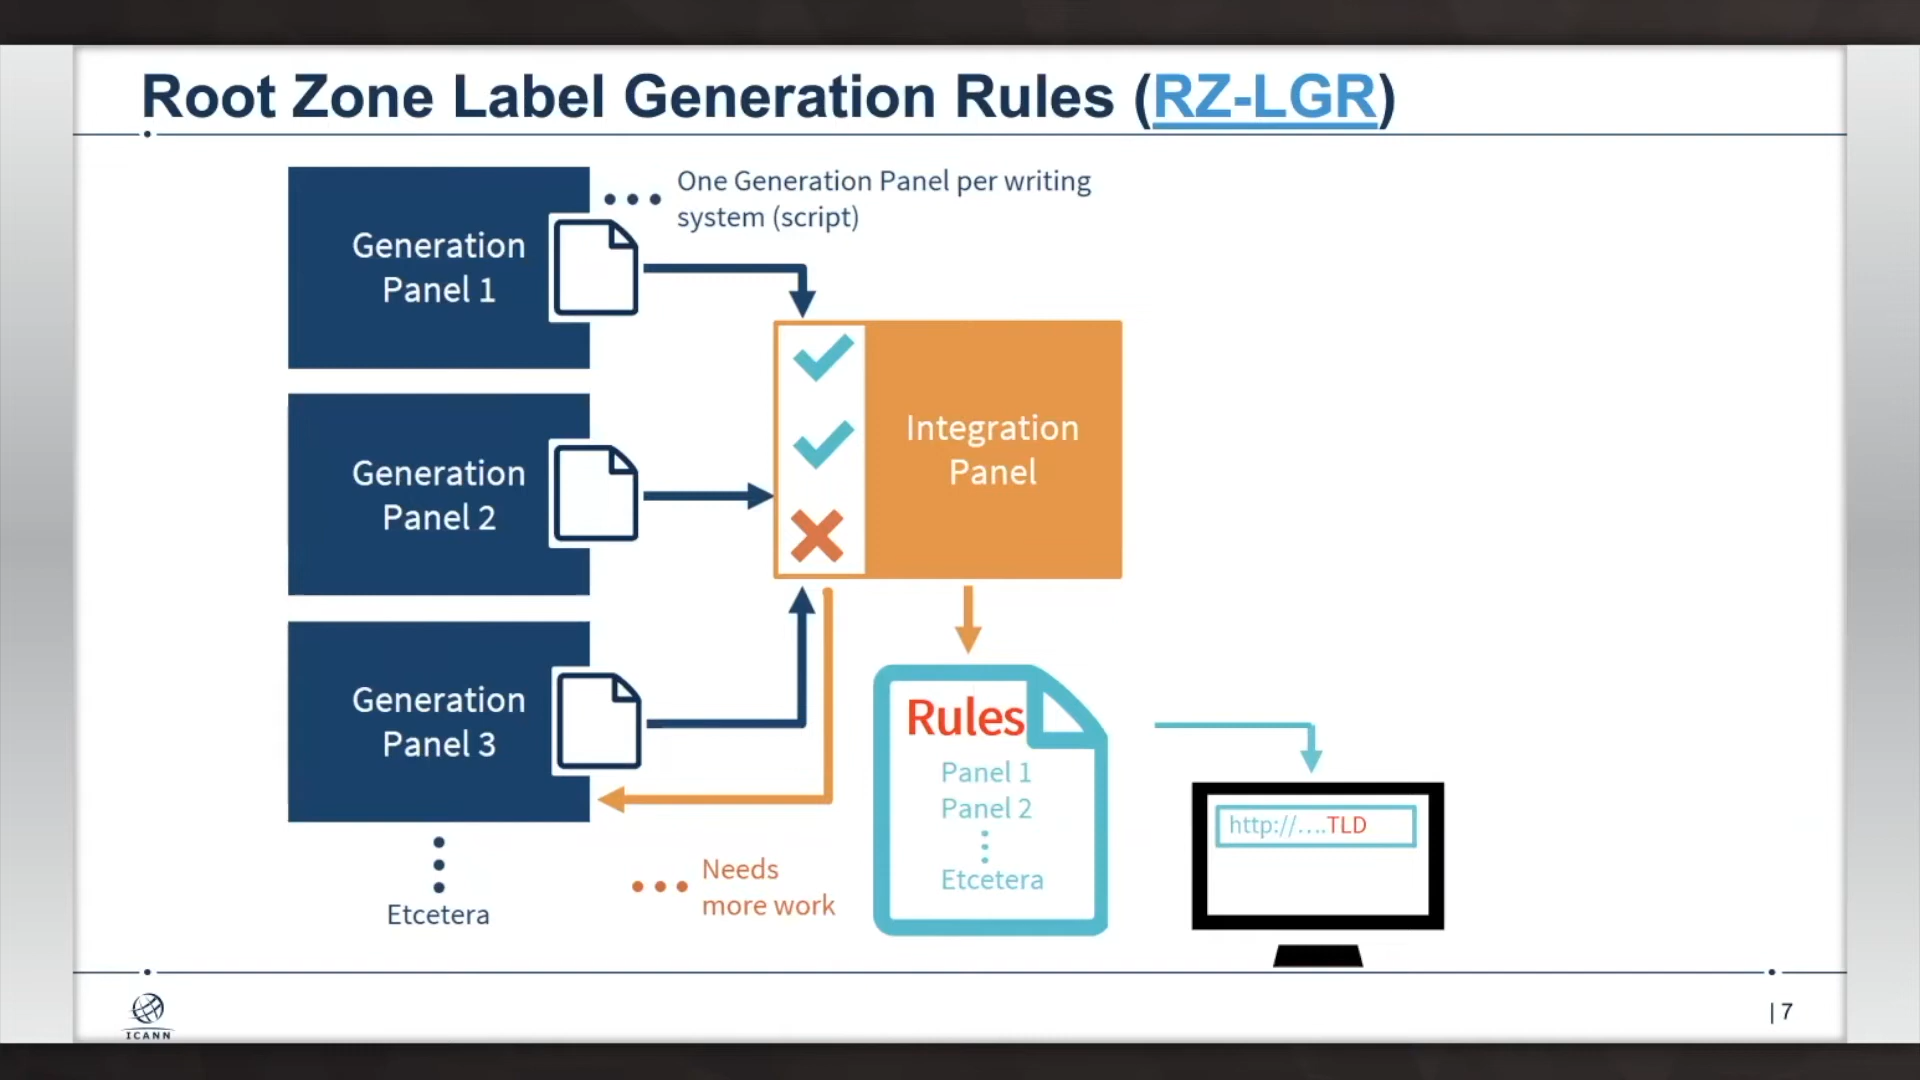 Root Zone Label Generation Rules (RZ-LGR)
One Generation Panel per writing
system (script)
Generation
Panel 1
Generation
Panel 2
Generation
Panel 3
Etcetera
Integration
Panel
Needs
more work
Rules
Panel 1
Panel 2
Etcetera
http://....TLD
ICANN
| 7